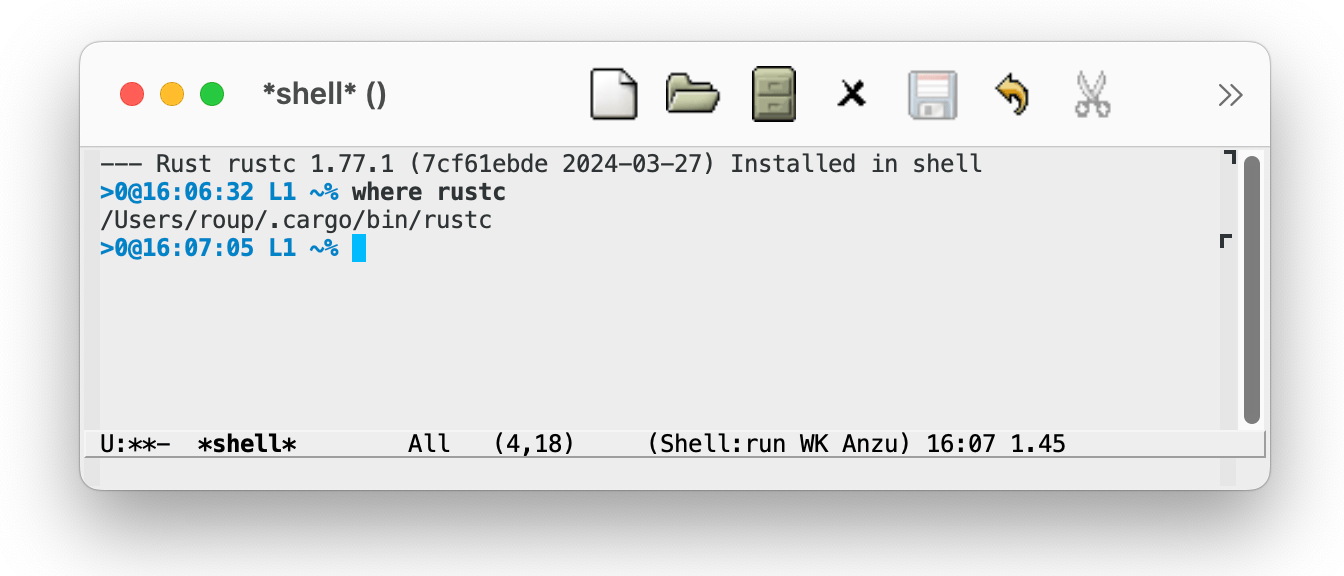 *shell* ()
--- Rust rustc 1.77.1 (7cf61ebde 2024-03-27) Installed in shell
>0@16:06:32 L1 ~% where rustc
/Users/roup/.cargo/bin/rustc
>0@16:07:05 L1 ~%
U:**-  *shell*        All   (4,18)     (Shell:run WK Anzu) 16:07 1.45